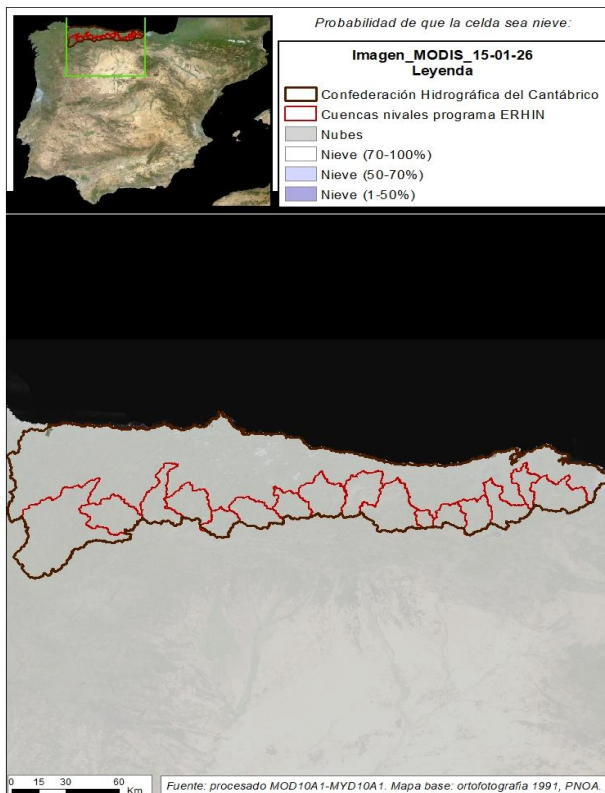 Probabilidad de que la celda sea nieve:
Imagen_MODIS_15-01-26
Leyenda
Confederación Hidrográfica del Cantábrico
Cuencas nivales programa ERHIN
Nubes
Nieve (70-100%)
Nieve (50-70%)
Nieve (1-50%)
0 15 30 60
Km
Fuente: procesado MOD10A1-MYD10A1. Mapa base: ortofotografia 1991, PNOA.